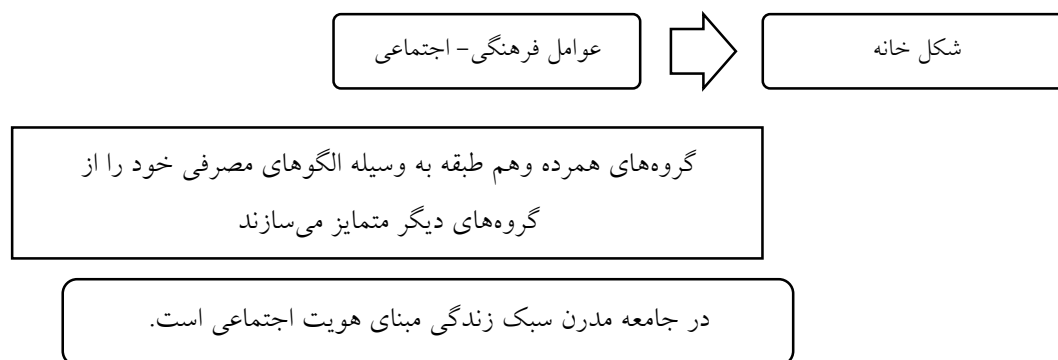 شکل خانه
عوامل فرهنگی- اجتماعی
گروه‌های همرده وهم طبقه به وسیله الگوهای مصرفی خود را از
گروه‌های دیگر متمایز می‌سازند
در جامعه مدرن سبک زندگی مبنای هویت اجتماعی است.